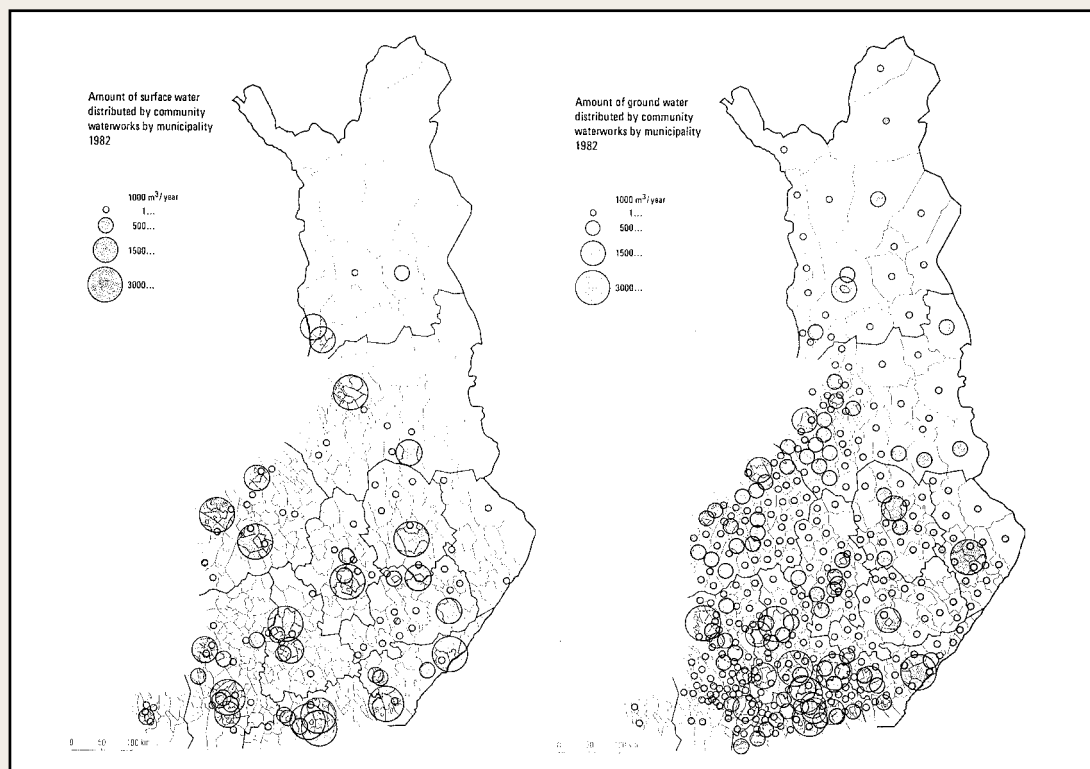 Amount of surface water
distributed by community
waterworks by municipality
1982
1000 m³/year
1...
500...
1500...
3000...
0 50 100 km
Amount of ground water
distributed by community
waterworks by municipality
1982
1000 m³/year
1...
500...
1500...
3000...